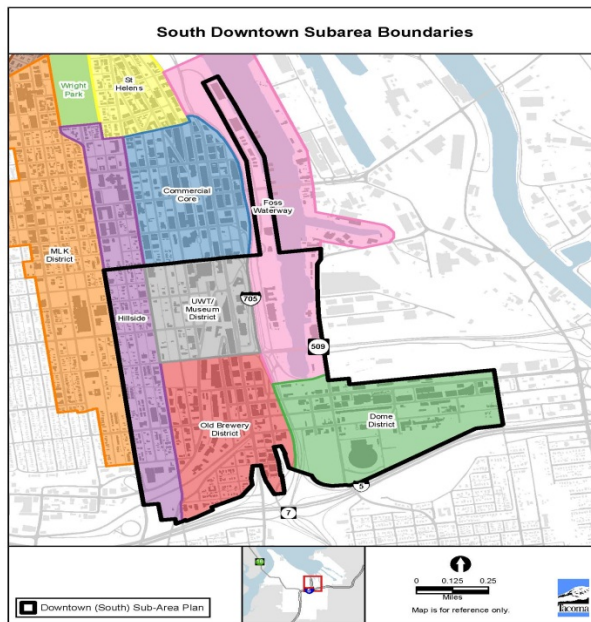 South Downtown Subarea Boundaries
Wright
Park
St
Helens
Commercial
Core
Foss
Waterway
MLK
District
Hillside
UWT/
Museum
District
705
509
Old Brewery
District
Dome
District
5
7
Downtown (South) Sub-Area Plan
16
5
0 0.125 0.25
Miles
Map is for reference only.
Tacoma